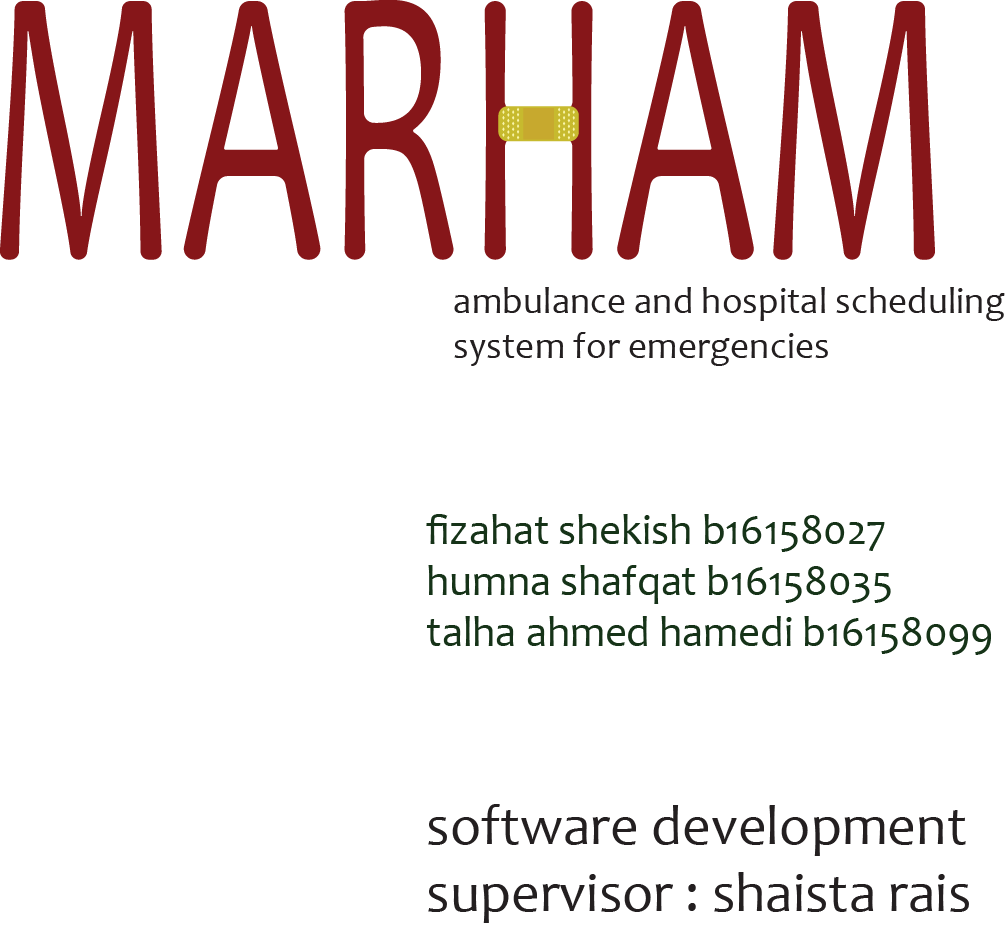 MARHAM
ambulance and hospital scheduling
system for emergencies
fizahat shekish b16158027
humna shafqat b16158035
talha ahmed hamedi b16158099
software development
supervisor : shaista rais